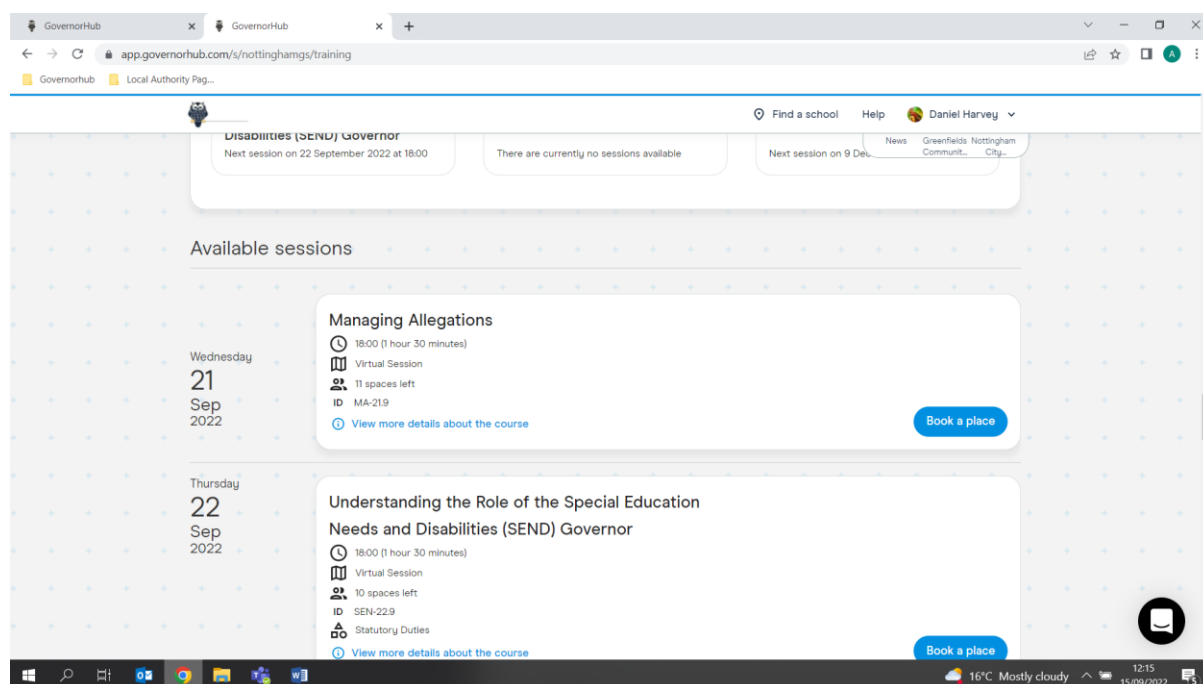 GovernorHub
GovernorHub
app.governorhub.com/s/nottinghamgs/training
A
Governorhub
Local Authority Pag...
Find a school
Help
Daniel Harvey
News
Greenfields Communit...
Nottingham City...
Disabilities (SEND) Governor
Next session on 22 September 2022 at 18:00
There are currently no sessions available
Next session on 9 Dec
Available sessions
Wednesday
21
Sep
2022
Managing Allegations
18:00 (1 hour 30 minutes)
Virtual Session
11 spaces left
ID MA-21.9
View more details about the course
Book a place
Thursday
22
Sep
2022
Understanding the Role of the Special Education
Needs and Disabilities (SEND) Governor
18:00 (1 hour 30 minutes)
Virtual Session
10 spaces left
ID SEN-22.9
Statutory Duties
View more details about the course
Book a place
16°C Mostly cloudy
12:15
15/09/2022